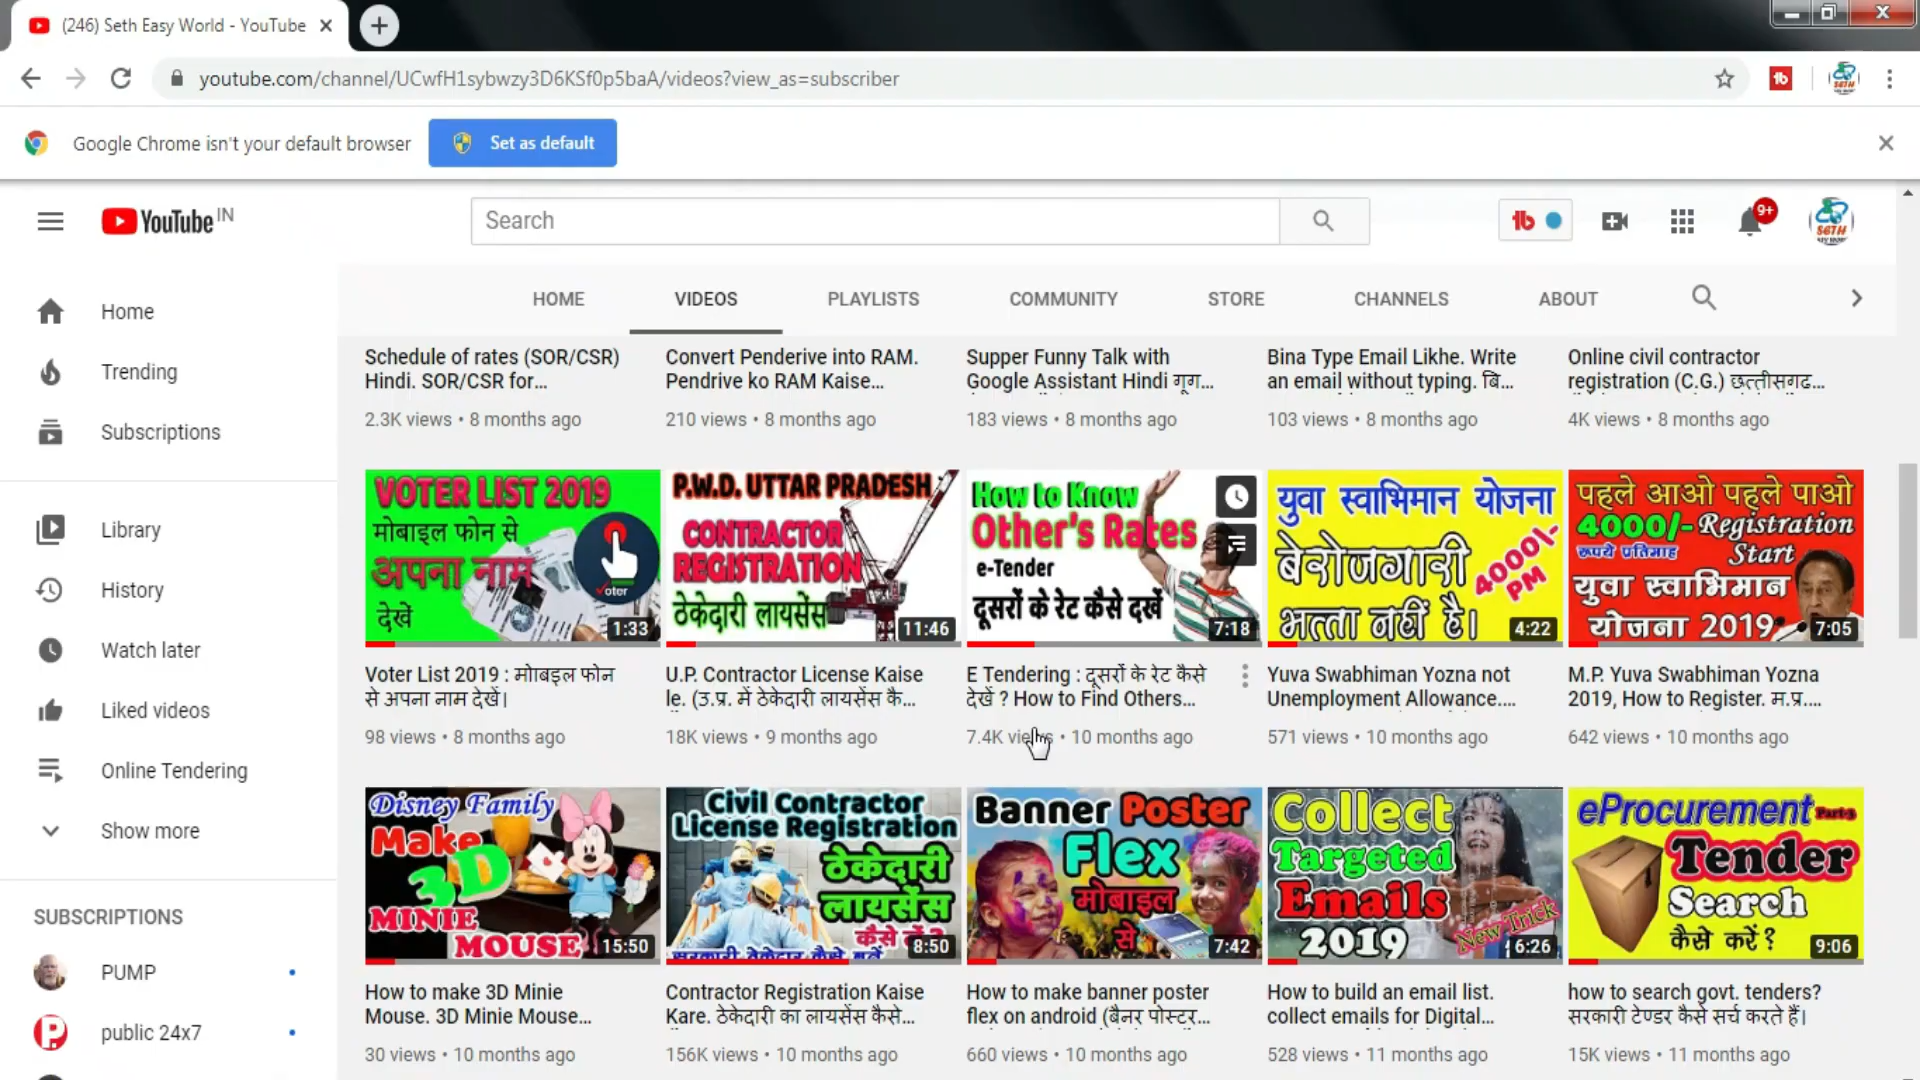 (246) Seth Easy World - YouTube
youtube.com/channel/UCwfH1sybwzy3D6KSf0p5baA/videos?view_as=subscriber
Google Chrome isn't your default browser
Set as default
YouTube IN
Search
9+
SETH
HOME
VIDEOS
PLAYLISTS
COMMUNITY
STORE
CHANNELS
ABOUT
Home
Trending
Subscriptions
Library
History
Watch later
Liked videos
Online Tendering
Show more
SUBSCRIPTIONS
PUMP
public 24x7
Schedule of rates (SOR/CSR)
Hindi. SOR/CSR for...
2.3K views • 8 months ago
Convert Penderive into RAM.
Pendrive ko RAM Kaise...
210 views • 8 months ago
Supper Funny Talk with
Google Assistant Hindi गूग...
183 views • 8 months ago
Bina Type Email Likhe. Write
an email without typing. बि...
103 views • 8 months ago
Online civil contractor
registration (C.G.) छत्तीसगढ...
4K views • 8 months ago
VOTER LIST 2019
मोबाइल फोन से
अपना नाम
देखें
oter
1:33
Voter List 2019 : मोबाइल फोन
से अपना नाम देखें।
98 views • 8 months ago
P.W.D. UTTAR PRADESH
CONTRACTOR
REGISTRATION
ठेकेदारी लायसेंस
11:46
U.P. Contractor License Kaise
le. (उ.प्र. में ठेकेदारी लायसेंस कै...
18K views • 9 months ago
How to Know
Other's Rates
e-Tender
दूसरों के रेट कैसे दखें
7:18
E Tendering : दूसरों के रेट कैसे
देखें ? How to Find Others...
7.4K views • 10 months ago
युवा स्वाभिमान योजना
बेरोजगारी
4000/-
PM
भत्ता नहीं है।
4:22
Yuva Swabhiman Yozna not
Unemployment Allowance....
571 views • 10 months ago
पहले आओ पहले पाओ
4000/- Registration
रूपये प्रतिमाह Start
युवा स्वाभिमान
योजना 2019
7:05
M.P. Yuva Swabhiman Yozna
2019, How to Register. म.प्र....
642 views • 10 months ago
Disney Family
Make
3D
MINIE
MOUSE
15:50
How to make 3D Minie
Mouse. 3D Minie Mouse...
30 views • 10 months ago
Civil Contractor
License Registration
ठेकेदारी
लायसेंस
8:50
Contractor Registration Kaise
Kare. ठेकेदारी का लायसेंस कैसे...
156K views • 10 months ago
Banner Poster
Flex
मोबाइल
से
7:42
How to make banner poster
flex on android (बैनर पोस्टर...
660 views • 10 months ago
Collect
Targeted
Emails
2019
New Trick
6:26
How to build an email list.
collect emails for Digital...
528 views • 11 months ago
eProcurement Part-3
Tender
Search
कैसे करें ?
9:06
how to search govt. tenders?
सरकारी टेण्डर कैसे सर्च करते हैं।
15K views • 11 months ago